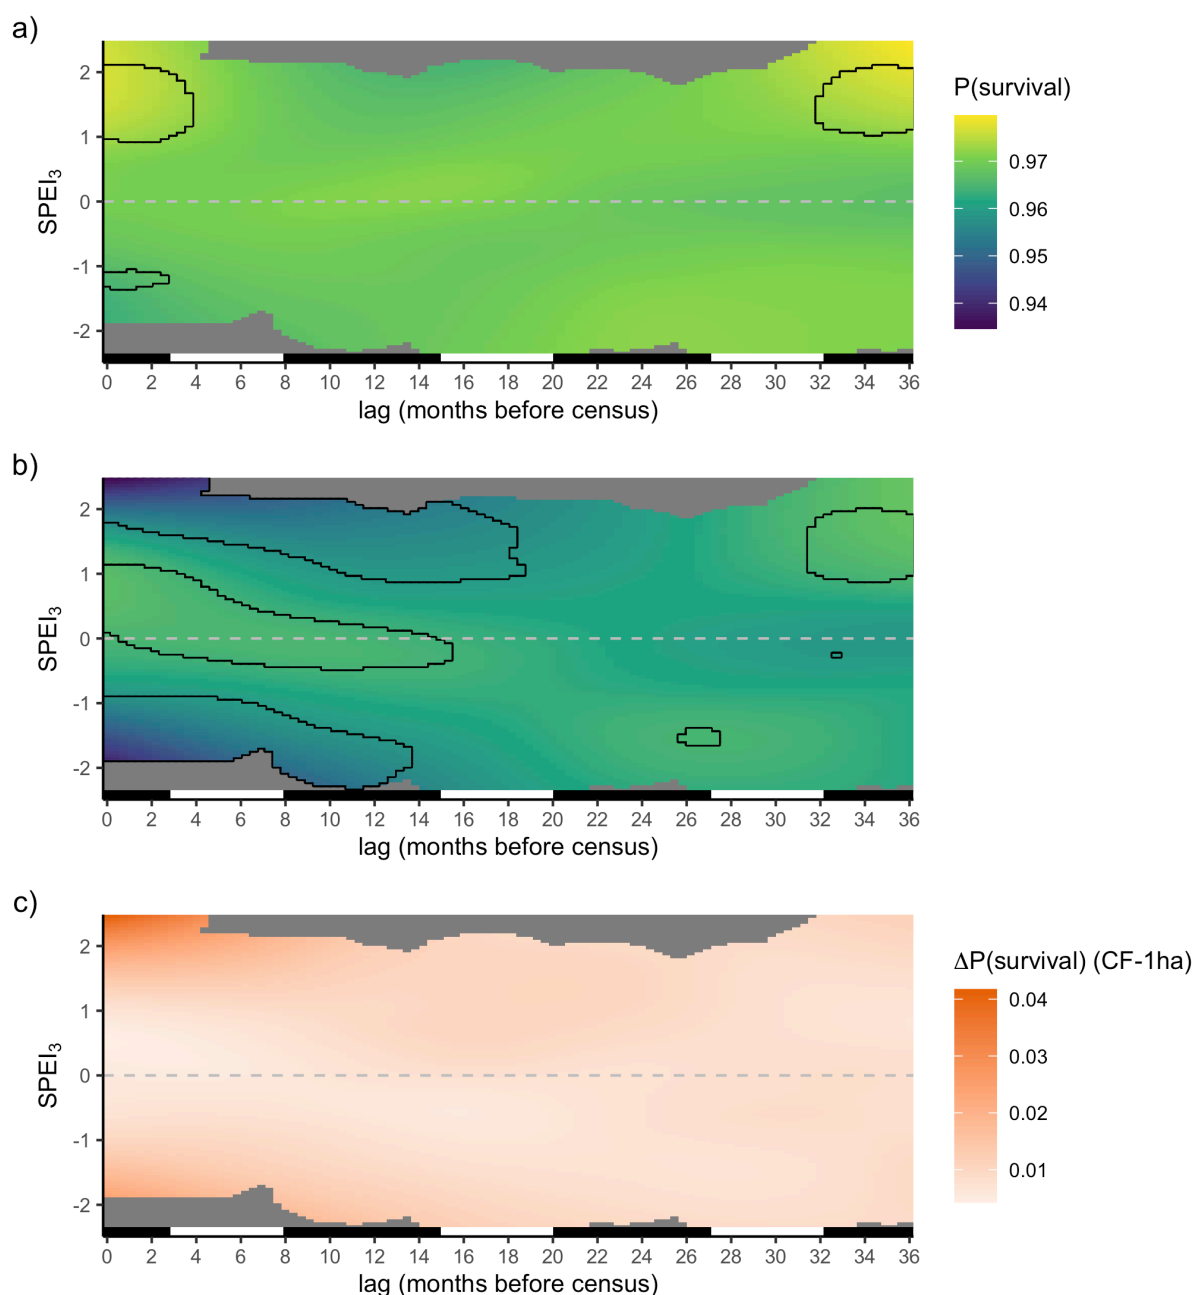 a)
2
1
0
-1
-2
SPEI3
0 2 4 6 8 10 12 14 16 18 20 22 24 26 28 30 32 34 36
lag (months before census)
P(survival)
0.97
0.96
0.95
0.94
b)
2
1
0
-1
-2
SPEI3
0 2 4 6 8 10 12 14 16 18 20 22 24 26 28 30 32 34 36
lag (months before census)
c)
2
1
0
-1
-2
SPEI3
0 2 4 6 8 10 12 14 16 18 20 22 24 26 28 30 32 34 36
lag (months before census)
ΔP(survival) (CF-1ha)
0.04
0.03
0.02
0.01